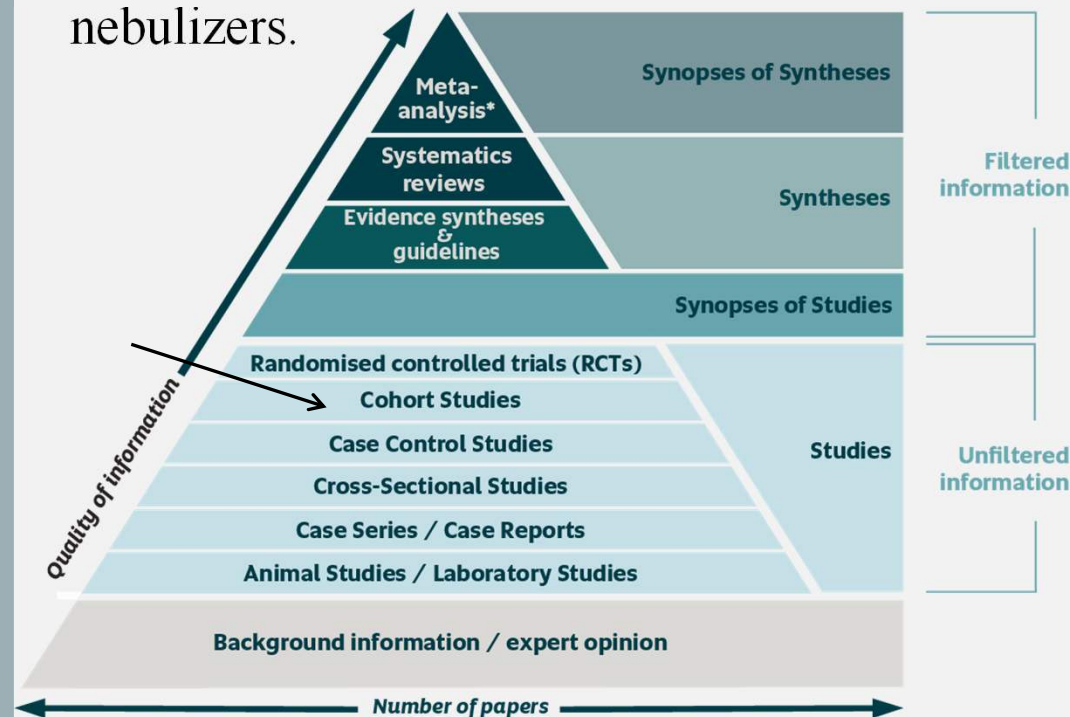 nebulizers.
Meta-
analysis*
Synopses of Syntheses
Systematics
reviews
Syntheses
Evidence syntheses
&
guidelines
Filtered
information
Synopses of Studies
Randomised controlled trials (RCTs)
Cohort Studies
Case Control Studies
Cross-Sectional Studies
Case Series / Case Reports
Animal Studies / Laboratory Studies
Studies
Unfiltered
information
Quality of information
Background information / expert opinion
Number of papers